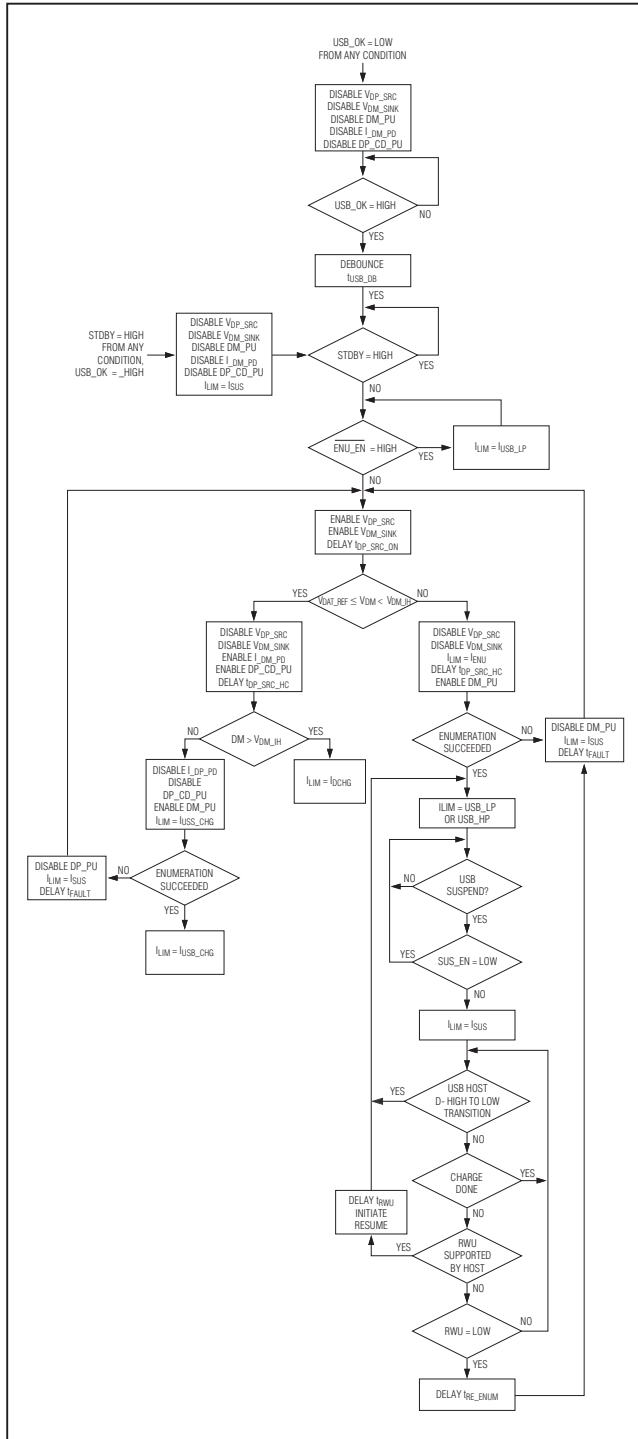 USB_OK = LOW
FROM ANY CONDITION
DISABLE VDP_SRC
DISABLE VDM_SINK
DISABLE DM_PU
DISABLE I_DM_PD
DISABLE DP_CD_PU
USB_OK = HIGH
NO
YES
DEBOUNCE
tUSB_DB
YES
STDBY = HIGH
FROM ANY
CONDITION,
USB_OK = _HIGH
DISABLE VDP_SRC
DISABLE VDM_SINK
DISABLE DM_PU
DISABLE I_DM_PD
DISABLE DP_CD_PU
ILIM = ISUS
STDBY = HIGH
YES
NO
ENU_EN = HIGH
YES
ILIM = IUSB_LP
NO
ENABLE VDP_SRC
ENABLE VDM_SINK
DELAY tDP_SRC_ON
YES
VDAT_REF ≤ VDM < VDM_IH
NO
DISABLE VDP_SRC
DISABLE VDM_SINK
ENABLE I_DM_PD
ENABLE DP_CD_PU
DELAY tDP_SRC_HC
DISABLE VDP_SRC
DISABLE VDM_SINK
ILIM = IENU
DELAY tDP_SRC_HC
ENABLE DM_PU
NO
DM > VDM_IH
YES
ENUMERATION
SUCCEEDED
NO
DISABLE DM_PU
ILIM = ISUS
DELAY tFAULT
YES
DISABLE I_DP_PD
DISABLE
DP_CD_PU
ENABLE DM_PU
ILIM = IUSS_CHG
ILIM = IDCHG
ILIM = USB_LP
OR USB_HP
DISABLE DP_PU
ILIM = ISUS
DELAY tFAULT
NO
ENUMERATION
SUCCEEDED
YES
ILIM = IUSB_CHG
NO
USB
SUSPEND?
YES
YES
SUS_EN = LOW
NO
ILIM = ISUS
YES
USB HOST
D- HIGH TO LOW
TRANSITION
NO
CHARGE
DONE
YES
NO
DELAY tRWU
INITIATE
RESUME
YES
RWU
SUPPORTED
BY HOST
NO
RWU = LOW
NO
YES
DELAY tRE_ENUM